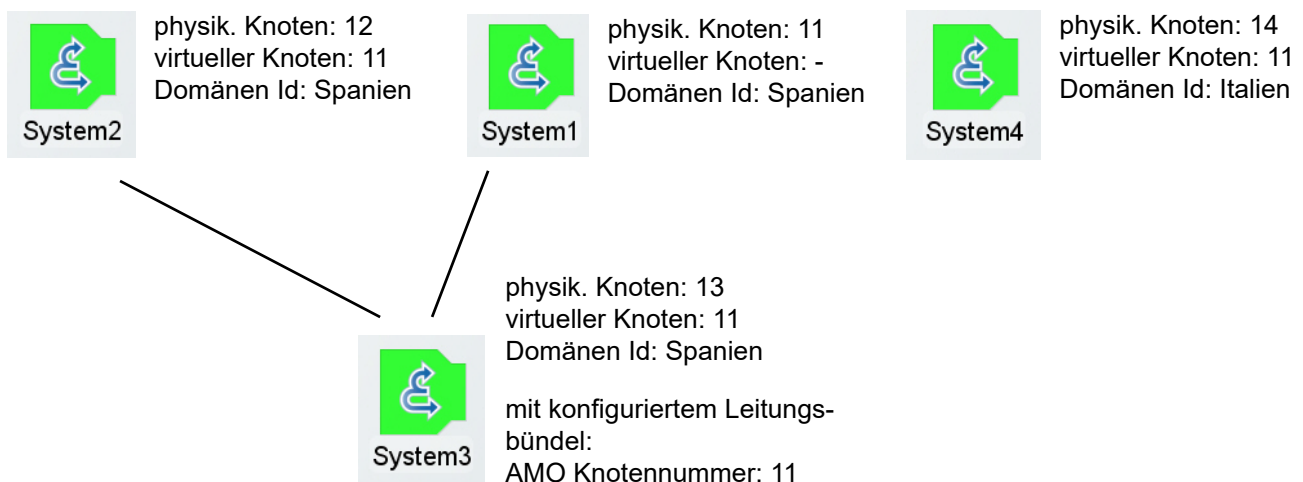 physik. Knoten: 12
virtueller Knoten: 11
Domänen Id: Spanien
System2
physik. Knoten: 11
virtueller Knoten: -
Domänen Id: Spanien
System1
physik. Knoten: 14
virtueller Knoten: 11
Domänen Id: Italien
System4
physik. Knoten: 13
virtueller Knoten: 11
Domänen Id: Spanien
mit konfiguriertem Leitungs-
bündel:
AMO Knotennummer: 11
System3